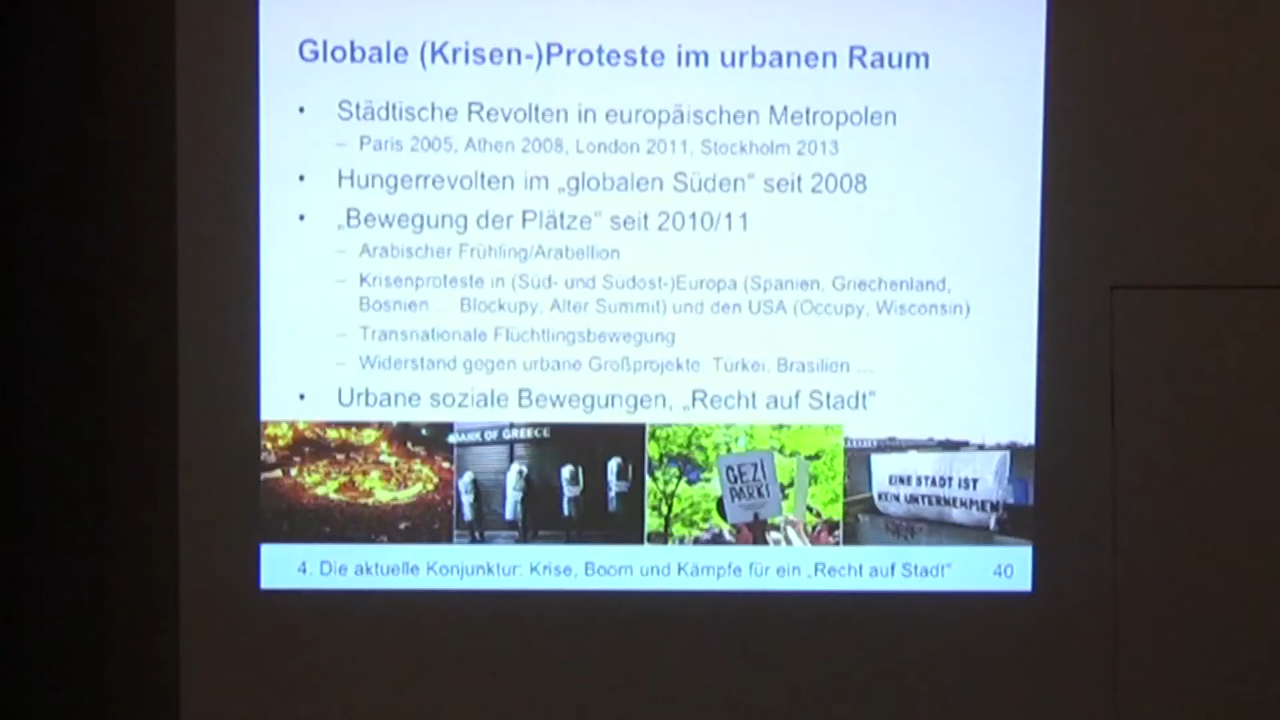 Globale (Krisen-)Proteste im urbanen Raum
• Städtische Revolten in europäischen Metropolen
– Paris 2005, Athen 2008, London 2011, Stockholm 2013
• Hungerrevolten im „globalen Süden“ seit 2008
• „Bewegung der Plätze“ seit 2010/11
– Arabischer Frühling/Arabellion
– Krisenproteste in (Süd- und Südost-)Europa (Spanien, Griechenland,
Bosnien ... Blockupy, Alter Summit) und den USA (Occupy, Wisconsin)
– Transnationale Flüchtlingsbewegung
– Widerstand gegen urbane Großprojekte: Türkei, Brasilien ...
• Urbane soziale Bewegungen, „Recht auf Stadt“
BANK OF GREECE
GEZİ
PARKI
EINE STADT IST
KEIN UNTERNEHMEN
4. Die aktuelle Konjunktur: Krise, Boom und Kämpfe für ein „Recht auf Stadt“ 40